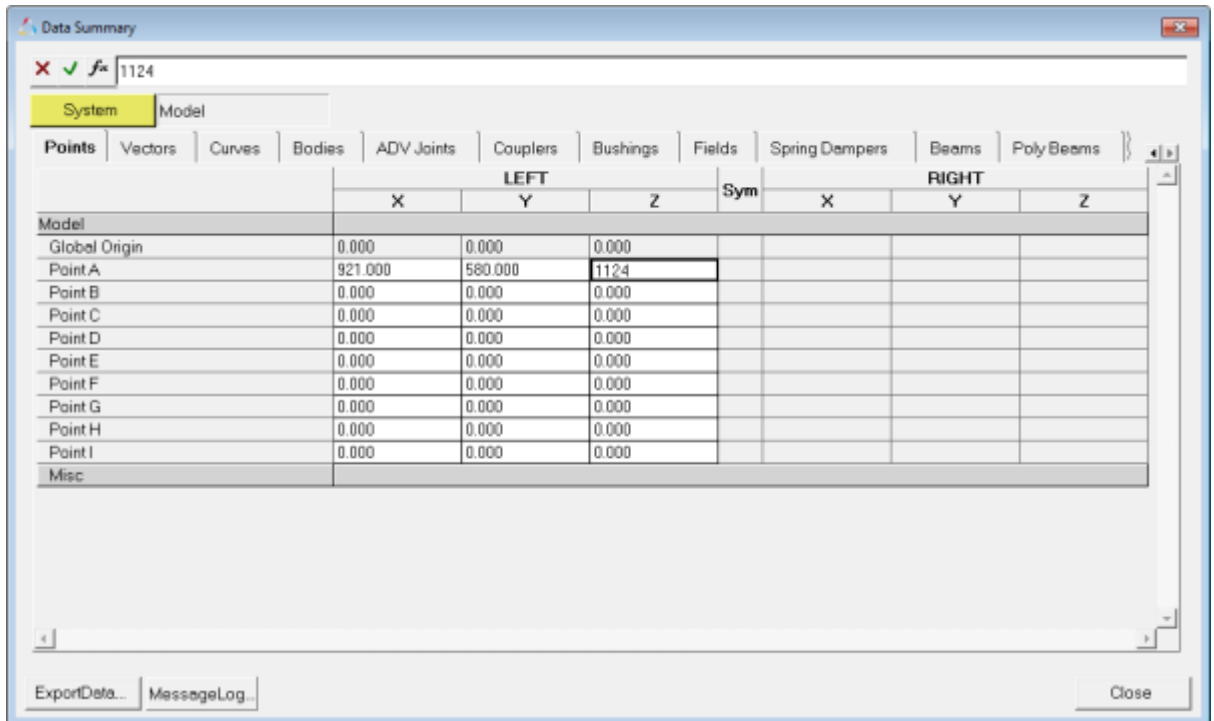 Data Summary
fx 1124
System Model
Points Vectors Curves Bodies ADV Joints Couplers Bushings Fields Spring Dampers Beams Poly Beams
LEFT Sym RIGHT
X Y Z X Y Z
Model
Global Origin 0.000 0.000 0.000
Point A 921.000 580.000 1124
Point B 0.000 0.000 0.000
Point C 0.000 0.000 0.000
Point D 0.000 0.000 0.000
Point E 0.000 0.000 0.000
Point F 0.000 0.000 0.000
Point G 0.000 0.000 0.000
Point H 0.000 0.000 0.000
Point I 0.000 0.000 0.000
Misc
ExportData... MessageLog... Close